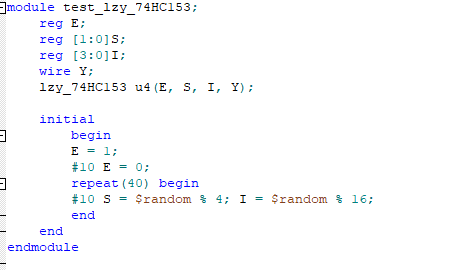 module test_lzy_74HC153;
reg E;
reg [1:0]S;
reg [3:0]I;
wire Y;
lzy_74HC153 u4(E, S, I, Y);
initial
begin
E = 1;
#10 E = 0;
repeat(40) begin
#10 S = $random % 4; I = $random % 16;
end
end
endmodule